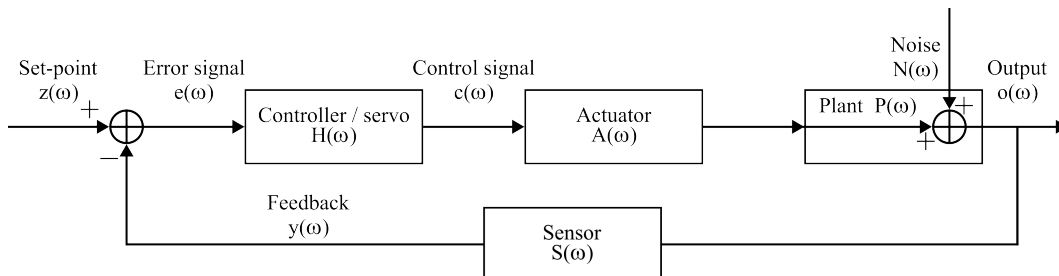 Set-point
z(ω)
+
−
Error signal
e(ω)
Controller / servo
H(ω)
Control signal
c(ω)
Actuator
A(ω)
Plant P(ω)
+
Noise
N(ω)
+
Output
o(ω)
Feedback
y(ω)
Sensor
S(ω)